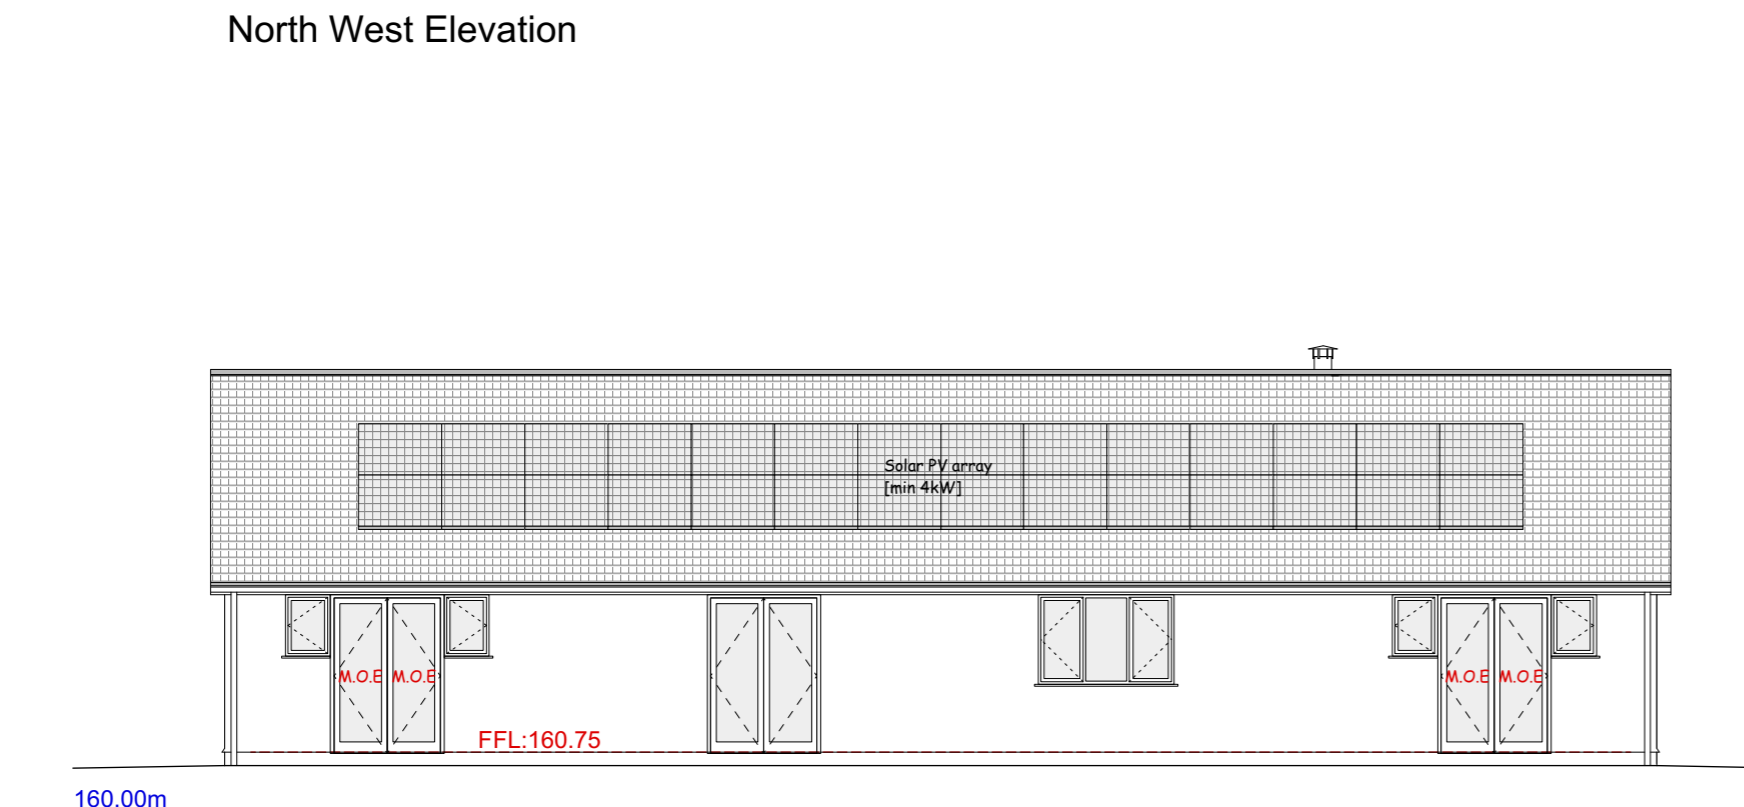 North West Elevation
Solar PV array
[min 4kW]
M.O.E M.O.E
M.O.E M.O.E
FFL:160.75
160.00m